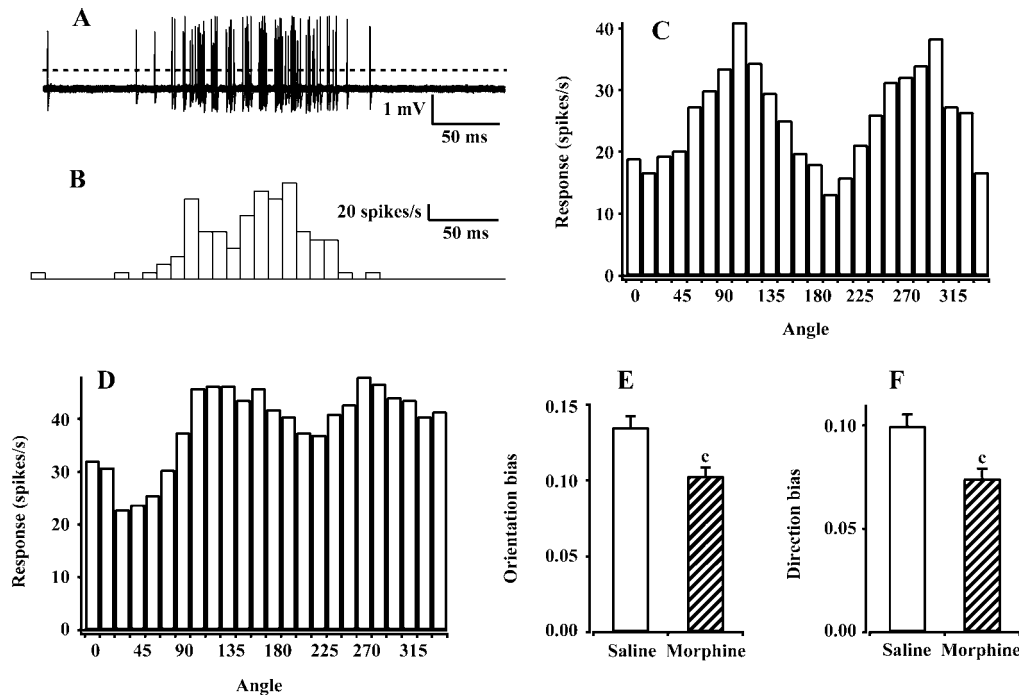 A
1 mV
50 ms
B
20 spikes/s
50 ms
C
Response (spikes/s)
40
30
20
10
0
0 45 90 135 180 225 270 315
Angle
D
Response (spikes/s)
40
30
20
10
0
0 45 90 135 180 225 270 315
Angle
E
Orientation bias
0.15
0.10
0.05
0.00
c
Saline Morphine
F
Direction bias
0.10
0.05
0.00
c
Saline Morphine